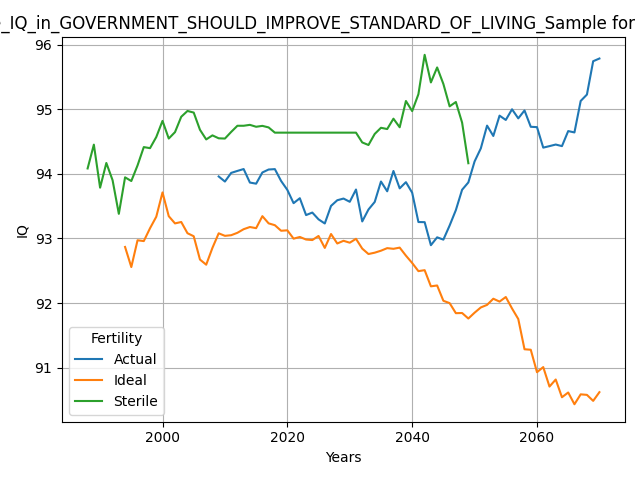 _IQ_in_GOVERNMENT_SHOULD_IMPROVE_STANDARD_OF_LIVING_Sample for
96
95
94
93
92
91
IQ
Fertility
Actual
Ideal
Sterile
2000
2020
2040
2060
Years